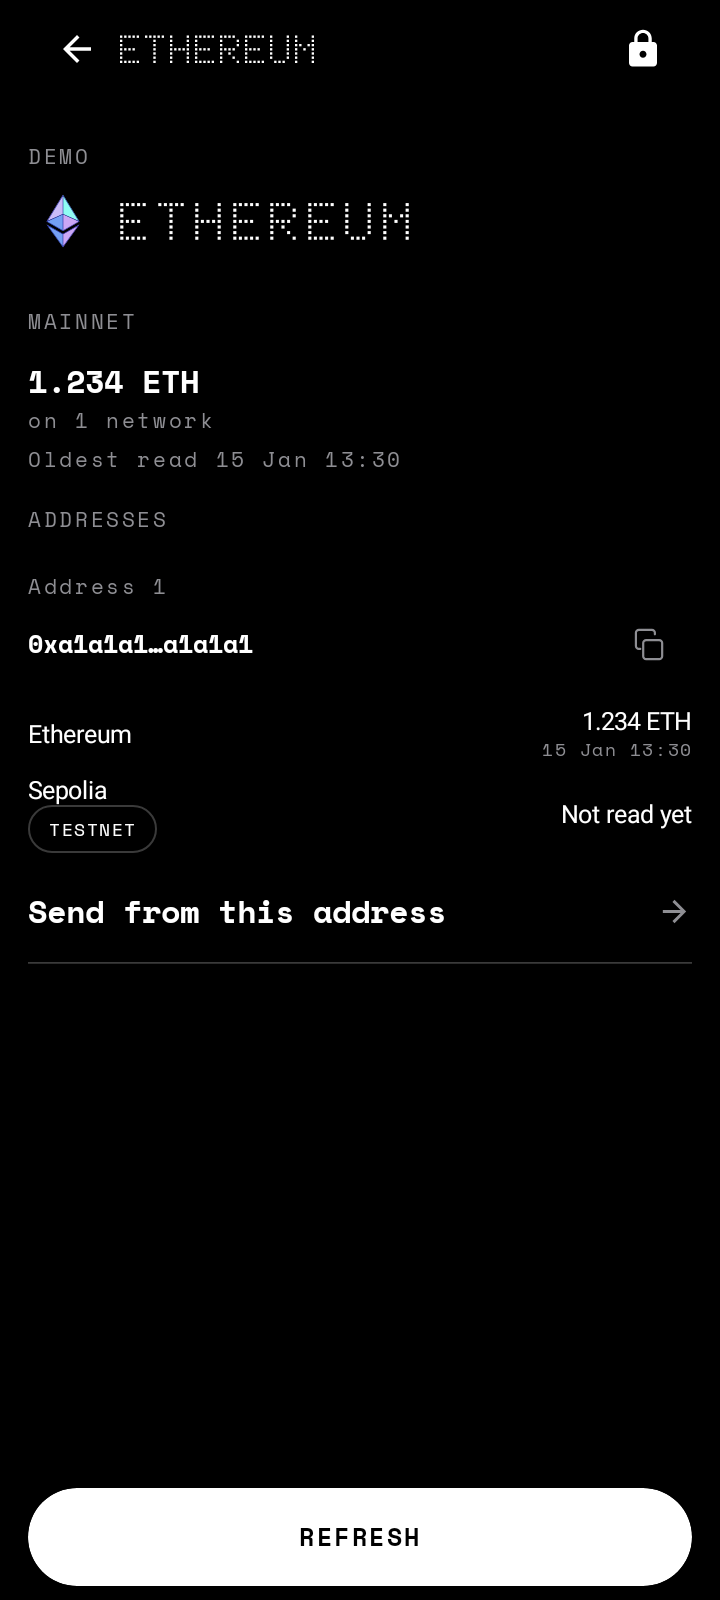 ETHEREUM
DEMO
ETHEREUM
MAINNET
1.234 ETH
on 1 network
Oldest read 15 Jan 13:30
ADDRESSES
Address 1
0xa1a1a1…a1a1a1
Ethereum
1.234 ETH
15 Jan 13:30
Sepolia
TESTNET
Not read yet
Send from this address
REFRESH